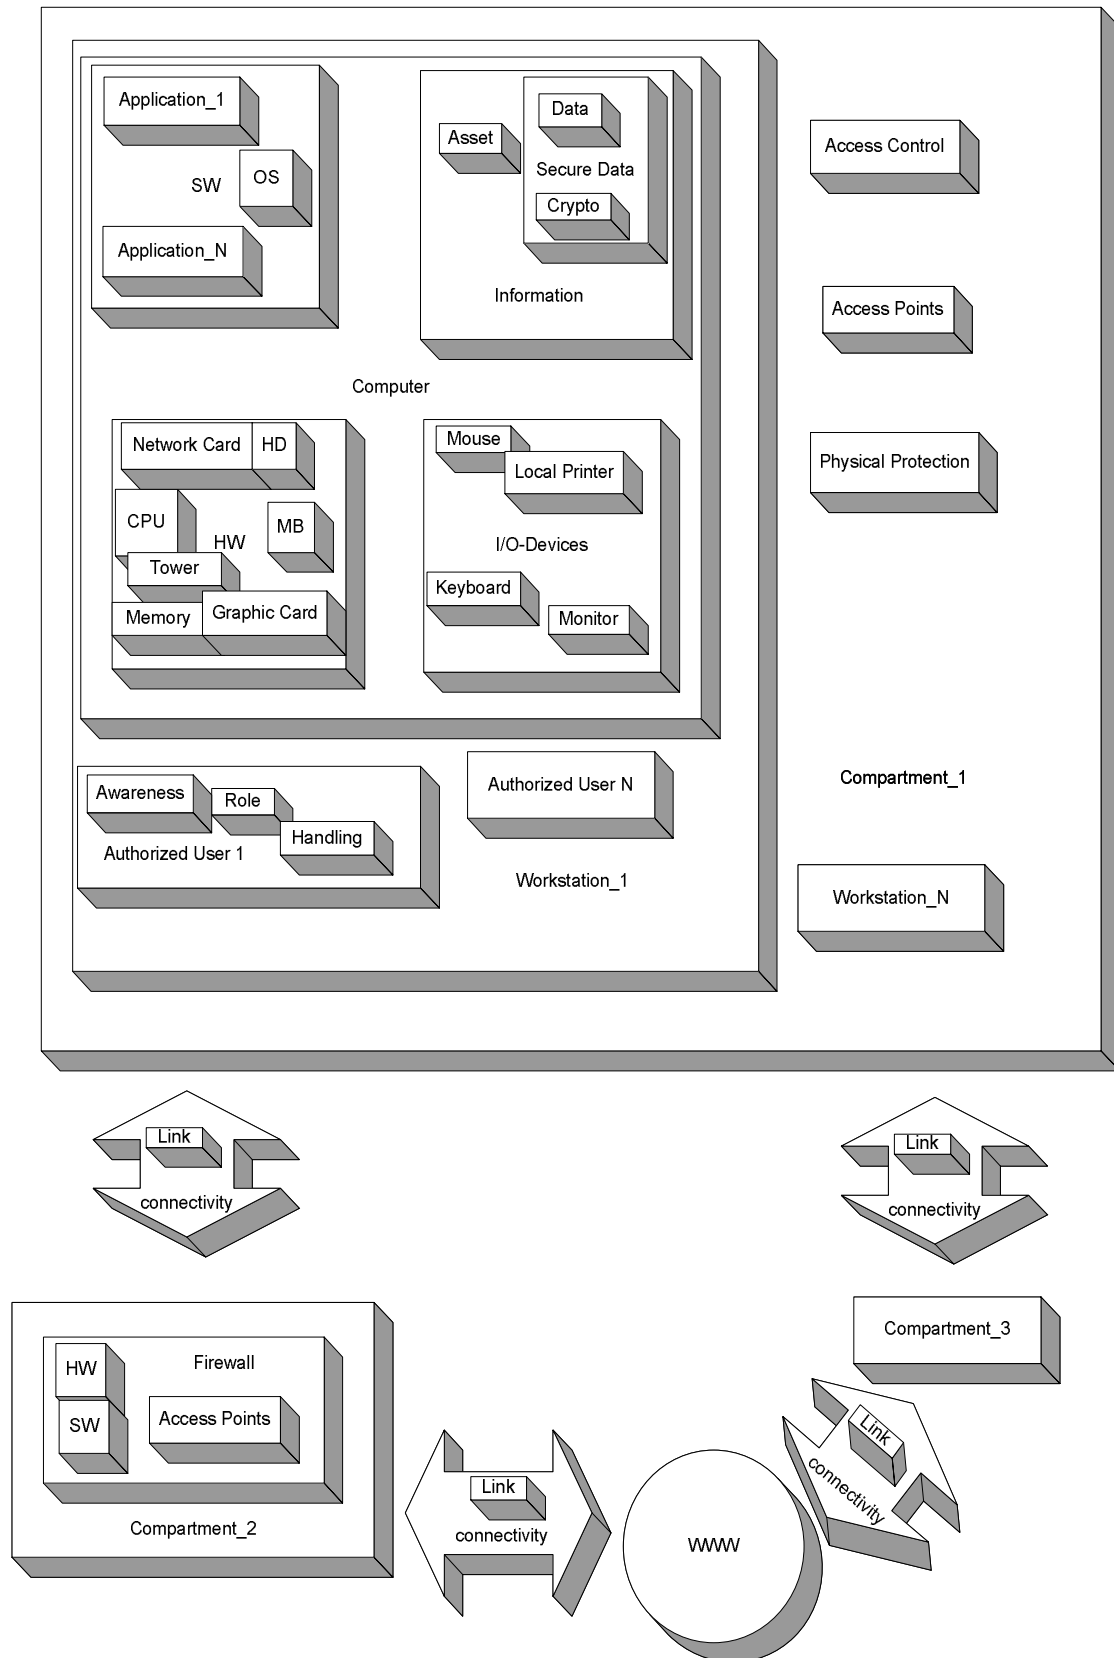 Application_1
SW
OS
Application_N
Asset
Data
Secure Data
Crypto
Information
Access Control
Access Points
Computer
Network Card
HD
CPU
HW
MB
Tower
Memory
Graphic Card
Mouse
Local Printer
I/O-Devices
Keyboard
Monitor
Physical Protection
Awareness
Role
Handling
Authorized User 1
Authorized User N
Workstation_1
Compartment_1
Workstation_N
Link
connectivity
Link
connectivity
Compartment_3
HW
Firewall
SW
Access Points
Compartment_2
Link
connectivity
WWW
Link
connectivity